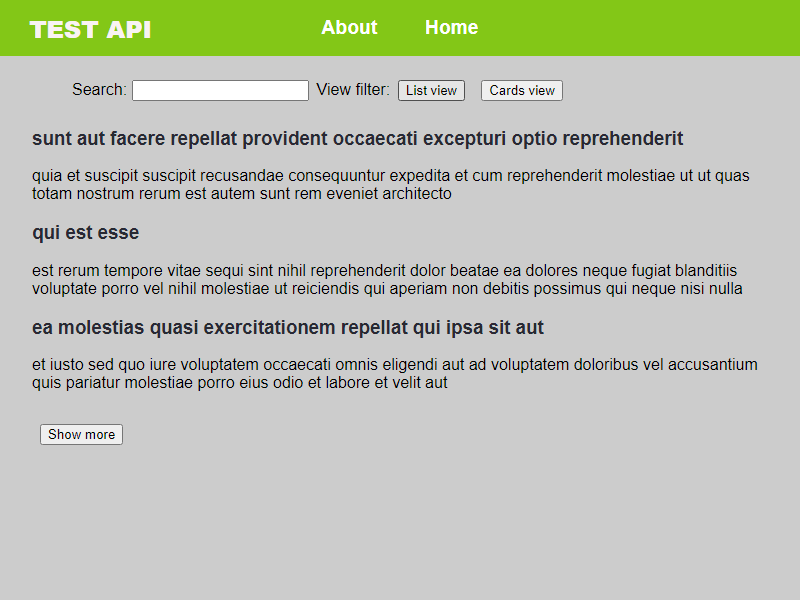 TEST API
About Home
Search: View filter: List view Cards view
sunt aut facere repellat provident occaecati excepturi optio reprehenderit
quia et suscipit suscipit recusandae consequuntur expedita et cum reprehenderit molestiae ut ut quas
totam nostrum rerum est autem sunt rem eveniet architecto
qui est esse
est rerum tempore vitae sequi sint nihil reprehenderit dolor beatae ea dolores neque fugiat blanditiis
voluptate porro vel nihil molestiae ut reiciendis qui aperiam non debitis possimus qui neque nisi nulla
ea molestias quasi exercitationem repellat qui ipsa sit aut
et iusto sed quo iure voluptatem occaecati omnis eligendi aut ad voluptatem doloribus vel accusantium
quis pariatur molestiae porro eius odio et labore et velit aut
Show more